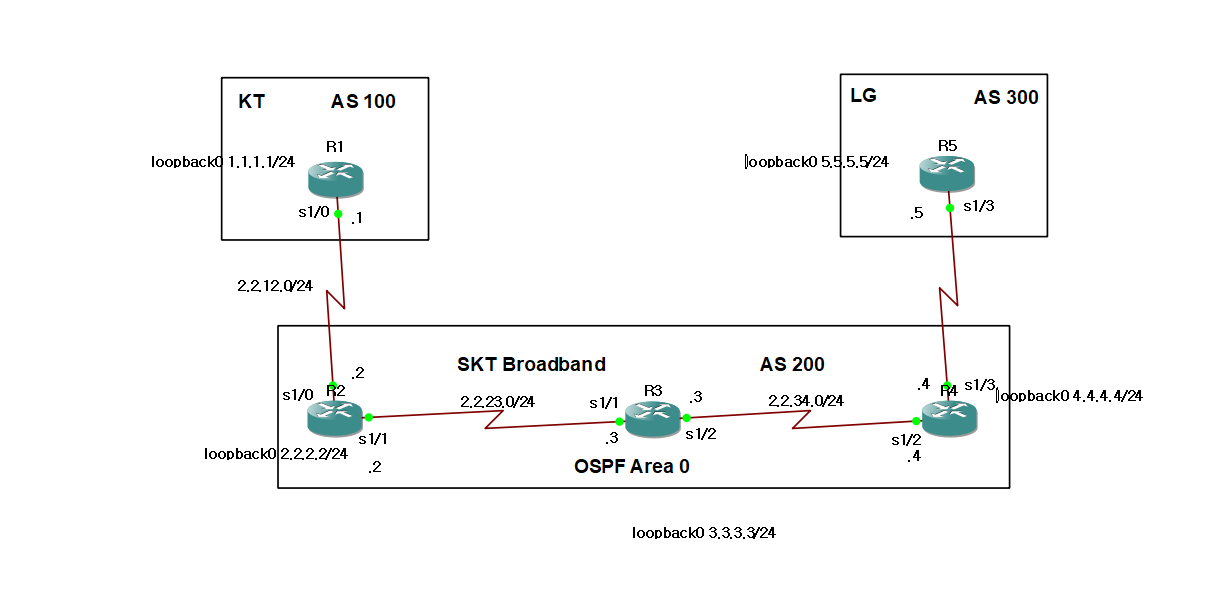 KT AS 100
LG AS 300
R1
R5
loopback0 1.1.1.1/24
loopback0 5.5.5.5/24
s1/0 .1
.5 s1/3
2.2.12.0/24
SKT Broadband AS 200
.2
s1/0 R2
R3
.4 s1/3
R4
loopback0 4.4.4.4/24
2.2.23.0/24
s1/1
.3
2.2.34.0/24
s1/1
.3
s1/2
s1/2
.4
loopback0 2.2.2.2/24
.2
OSPF Area 0
loopback0 3.3.3.3/24